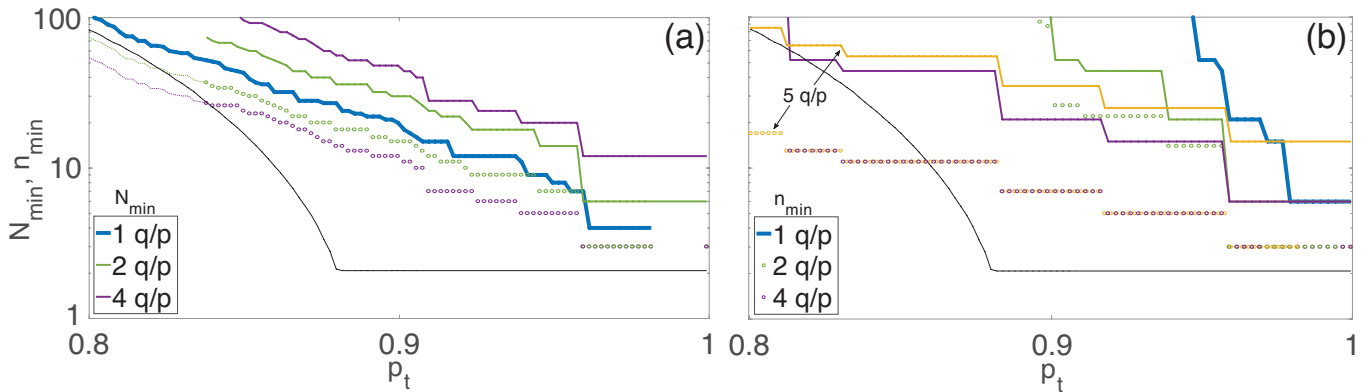 (a)
100
10
1
N_min, n_min
N_min
1 q/p
2 q/p
4 q/p
0.8
0.9
1
p_t
(b)
5 q/p
n_min
1 q/p
2 q/p
4 q/p
0.8
0.9
1
p_t